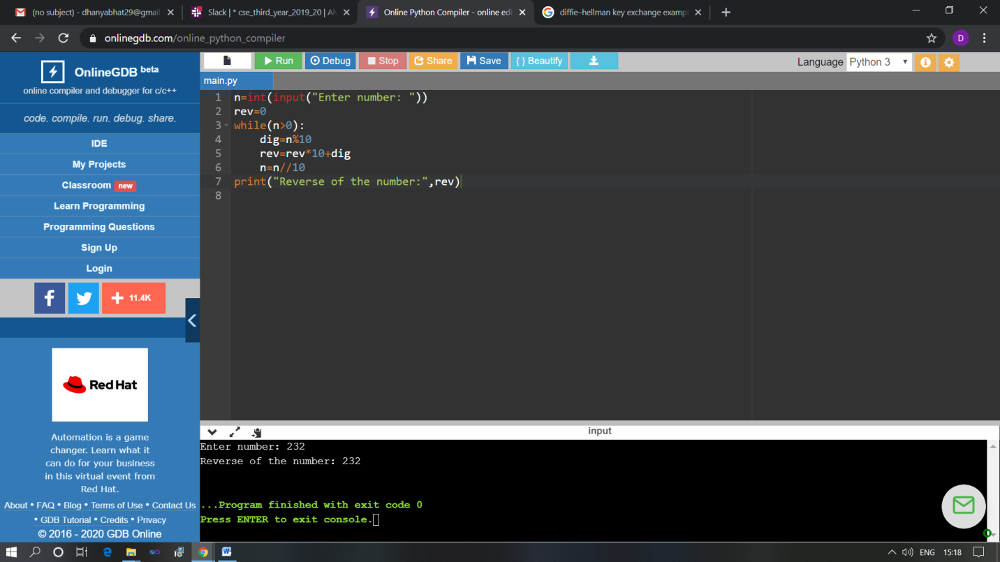 (no subject) - dhanyabhat29@gmail
Slack | * cse_third_year_2019_20 | Al
Online Python Compiler - online edi
diffie–hellman key exchange exampl
onlinegdb.com/online_python_compiler
D
OnlineGDB beta
online compiler and debugger for c/c++
code. compile. run. debug. share.
IDE
My Projects
Classroom new
Learn Programming
Programming Questions
Sign Up
Login
11.4K
Red Hat
Automation is a game
changer. Learn what it
can do for your business
in this virtual event from
Red Hat.
About • FAQ • Blog • Terms of Use • Contact Us
• GDB Tutorial • Credits • Privacy
© 2016 - 2020 GDB Online
Run Debug Stop Share Save { } Beautify
Language Python 3
main.py
1 n=int(input("Enter number: "))
2 rev=0
3 while(n>0):
4     dig=n%10
5     rev=rev*10+dig
6     n=n//10
7 print("Reverse of the number:",rev)
8
input
Enter number: 232
Reverse of the number: 232
...Program finished with exit code 0
Press ENTER to exit console.
ENG 15:18